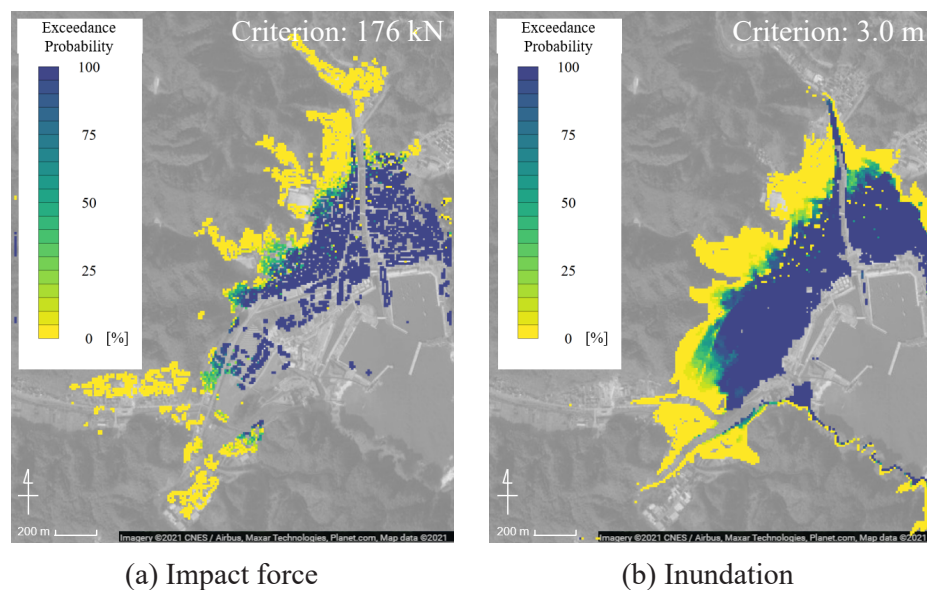 Exceedance
Probability
Criterion: 176 kN
100
75
50
25
0 [%]
200 m
Imagery ©2021 CNES / Airbus, Maxar Technologies, Planet.com, Map data ©2021
(a) Impact force
Exceedance
Probability
Criterion: 3.0 m
100
75
50
25
0 [%]
200 m
Imagery ©2021 CNES / Airbus, Maxar Technologies, Planet.com, Map data ©2021
(b) Inundation